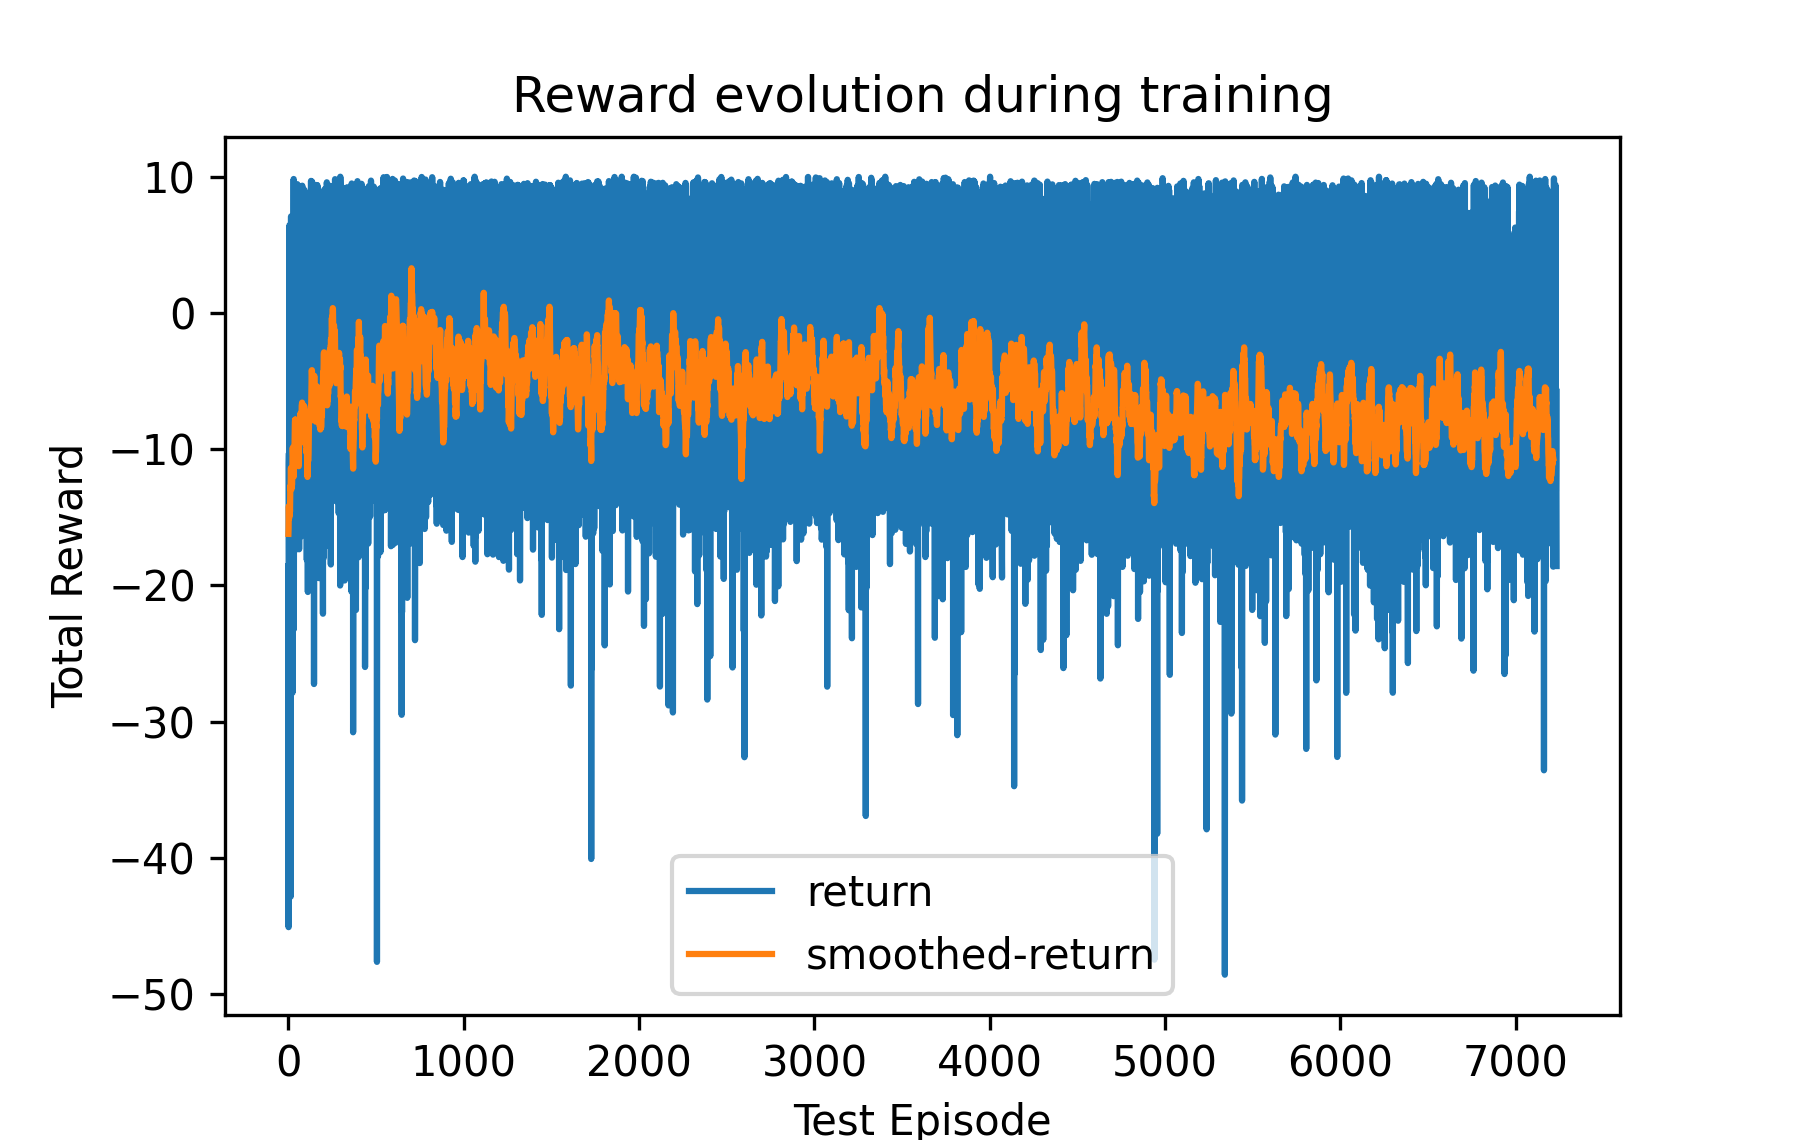 Reward evolution during training
10
0
−10
−20
−30
−40
−50
Total Reward
return
smoothed-return
0 1000 2000 3000 4000 5000 6000 7000
Test Episode